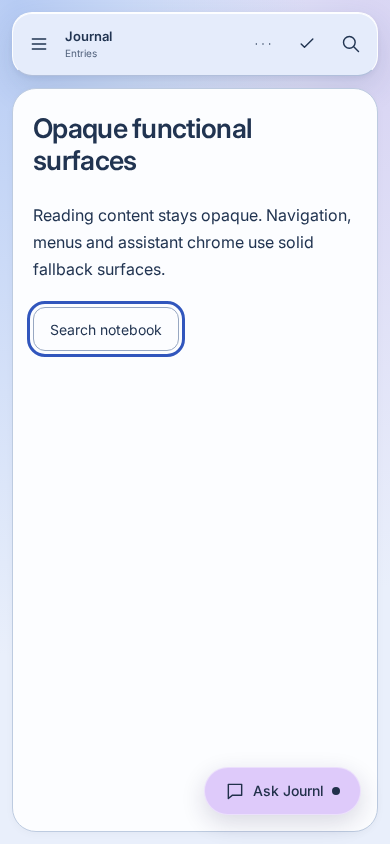 Journal
Entries
Opaque functional
surfaces
Reading content stays opaque. Navigation,
menus and assistant chrome use solid
fallback surfaces.
Search notebook
Ask Journl